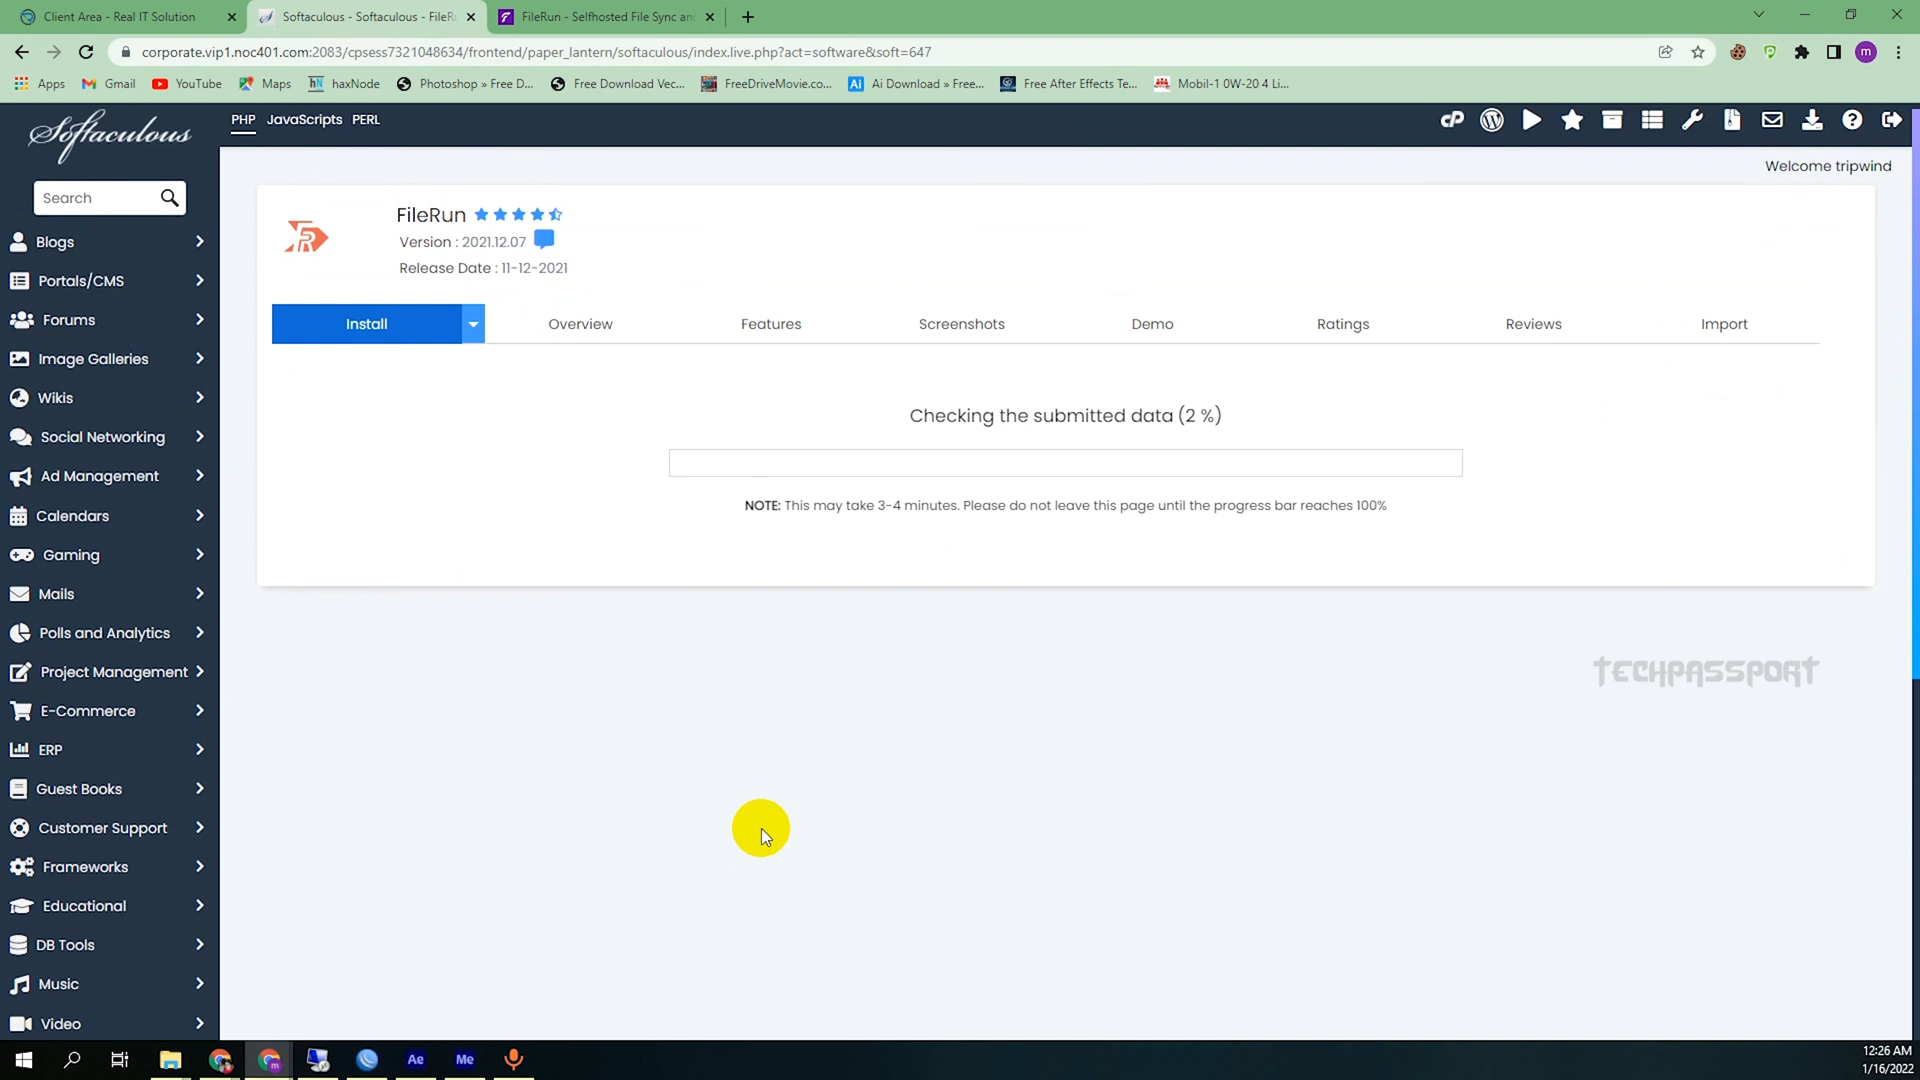 Client Area - Real IT Solution
Softaculous - Softaculous - FileRu
FileRun - Selfhosted File Sync and
corporate.vip1.noc401.com:2083/cpsess7321048634/frontend/paper_lantern/softaculous/index.live.php?act=software&soft=647
m
Apps
Gmail
YouTube
Maps
hn haxNode
Photoshop » Free D...
Free Download Vec...
FreeDriveMovie.co...
Ai Ai Download » Free...
Free After Effects Te...
Mobil-1 0W-20 4 Li...
Softaculous
PHP JavaScripts PERL
cP
Welcome tripwind
Search
Blogs
Portals/CMS
Forums
Image Galleries
Wikis
Social Networking
Ad Management
Calendars
Gaming
Mails
Polls and Analytics
Project Management
E-Commerce
ERP
Guest Books
Customer Support
Frameworks
Educational
DB Tools
Music
Video
FileRun
Version : 2021.12.07
Release Date : 11-12-2021
Install
Overview
Features
Screenshots
Demo
Ratings
Reviews
Import
Checking the submitted data (2 %)
NOTE: This may take 3-4 minutes. Please do not leave this page until the progress bar reaches 100%
TECHPASSPORT
Ae
Me
12:26 AM
1/16/2022